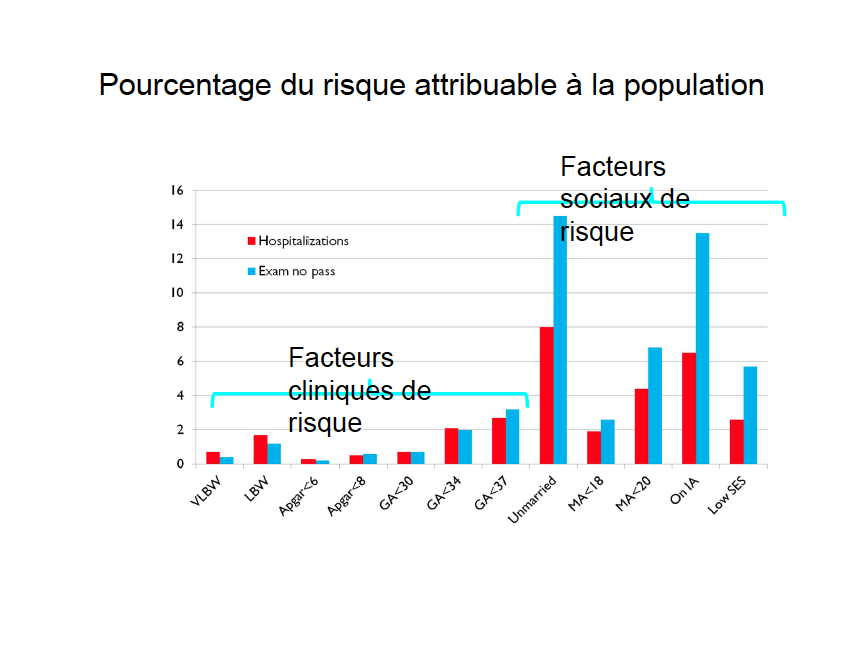 Pourcentage du risque attribuable à la population
Facteurs
sociaux de
risque
16
14
12
10
8
6
4
2
0
Hospitalizations
Exam no pass
Facteurs
cliniques de
risque
VLBW
LBW
Apgar<6
Apgar<8
GA<30
GA<34
GA<37
Unmarried
MA<18
MA<20
On IA
Low SES